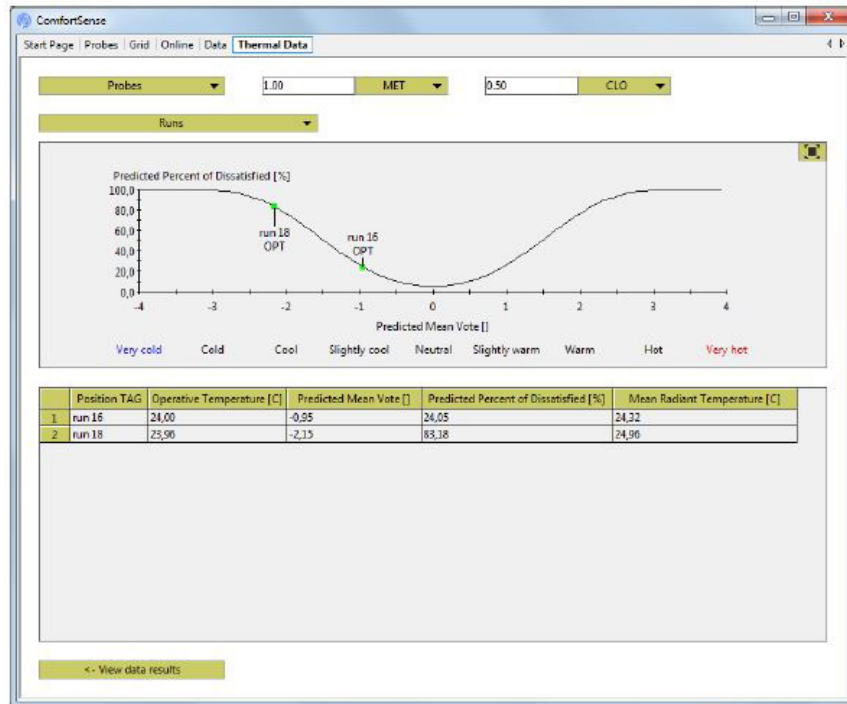 ComfortSense
Start Page Probes Grid Online Data Thermal Data
Probes 1.00 MET 0.50 CLO
Runs
Predicted Percent of Dissatisfied [%]
100,0
80,0
60,0
40,0
20,0
0,0
run 18
OPT
run 16
OPT
-4 -3 -2 -1 0 1 2 3 4
Predicted Mean Vote []
Very cold Cold Cool Slightly cool Neutral Slightly warm Warm Hot Very hot
Position TAG Operative Temperature [C] Predicted Mean Vote [] Predicted Percent of Dissatisfied [%] Mean Radiant Temperature [C]
1 run 16 24,00 -0,95 24,05 24,32
2 run 18 23,96 -2,15 83,18 24,96
<- View data results